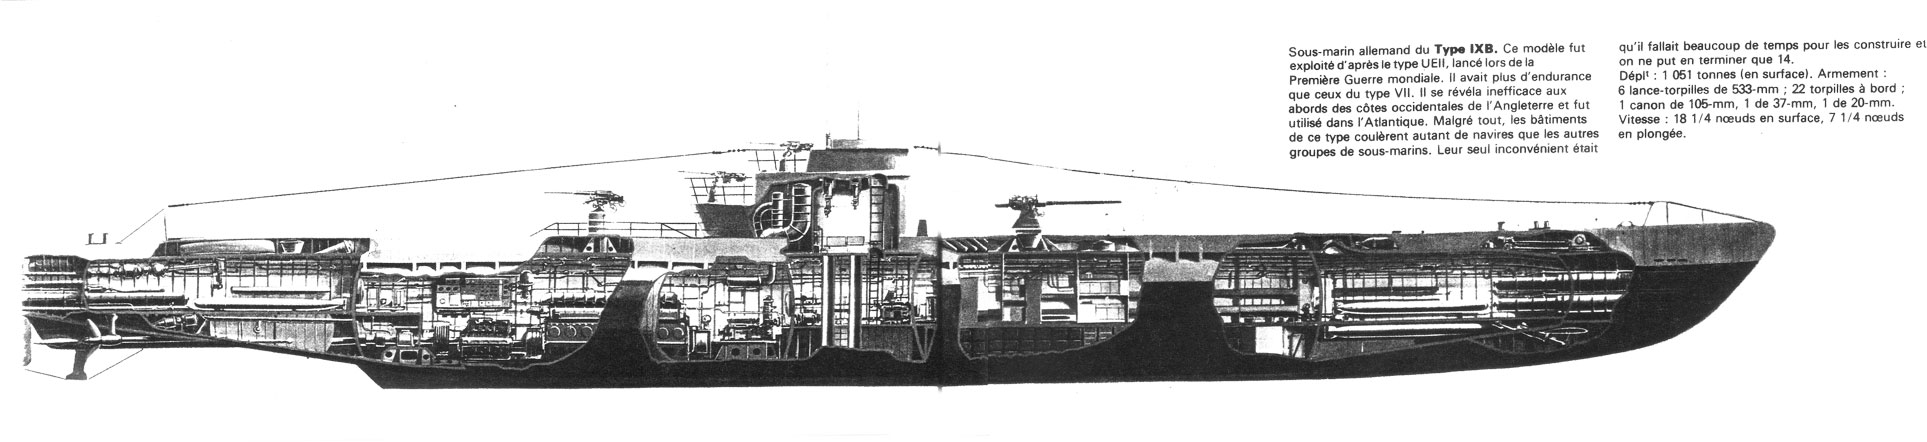 Sous-marin allemand du Type IXB. Ce modèle fut
exploité d'après le type UEII, lancé lors de la
Première Guerre mondiale. Il avait plus d'endurance
que ceux du type VII. Il se révéla inefficace aux
abords des côtes occidentales de l'Angleterre et fut
utilisé dans l'Atlantique. Malgré tout, les bâtiments
de ce type coulèrent autant de navires que les autres
groupes de sous-marins. Leur seul inconvénient était
qu'il fallait beaucoup de temps pour les construire et
on ne put en terminer que 14.
Déplt : 1 051 tonnes (en surface). Armement :
6 lance-torpilles de 533-mm ; 22 torpilles à bord ;
1 canon de 105-mm, 1 de 37-mm, 1 de 20-mm.
Vitesse : 18 1/4 nœuds en surface, 7 1/4 nœuds
en plongée.